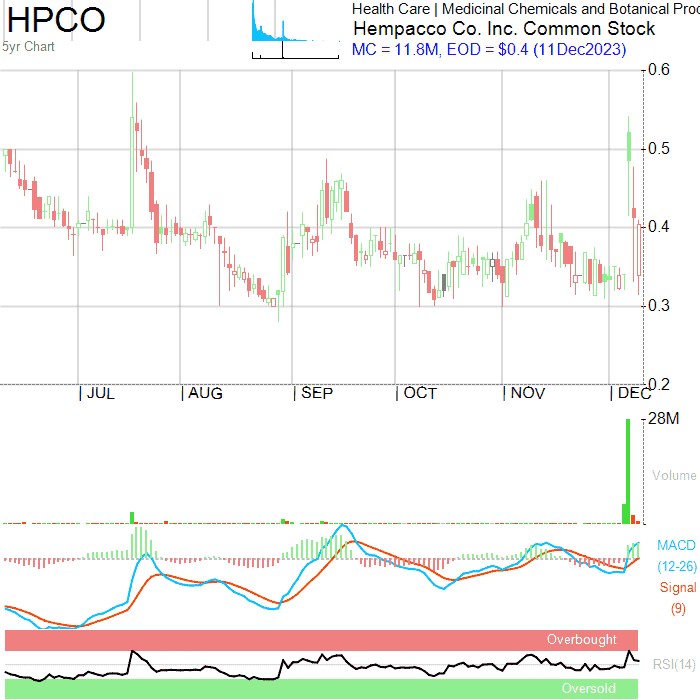 HPCO
5yr Chart
Health Care | Medicinal Chemicals and Botanical Proc
Hempacco Co. Inc. Common Stock
MC = 11.8M, EOD = $0.4 (11Dec2023)
0.6
0.5
0.4
0.3
0.2
| JUL | AUG | SEP | OCT | NOV | DEC
28M
Volume
MACD
(12-26)
Signal
(9)
Overbought
RSI(14)
Oversold